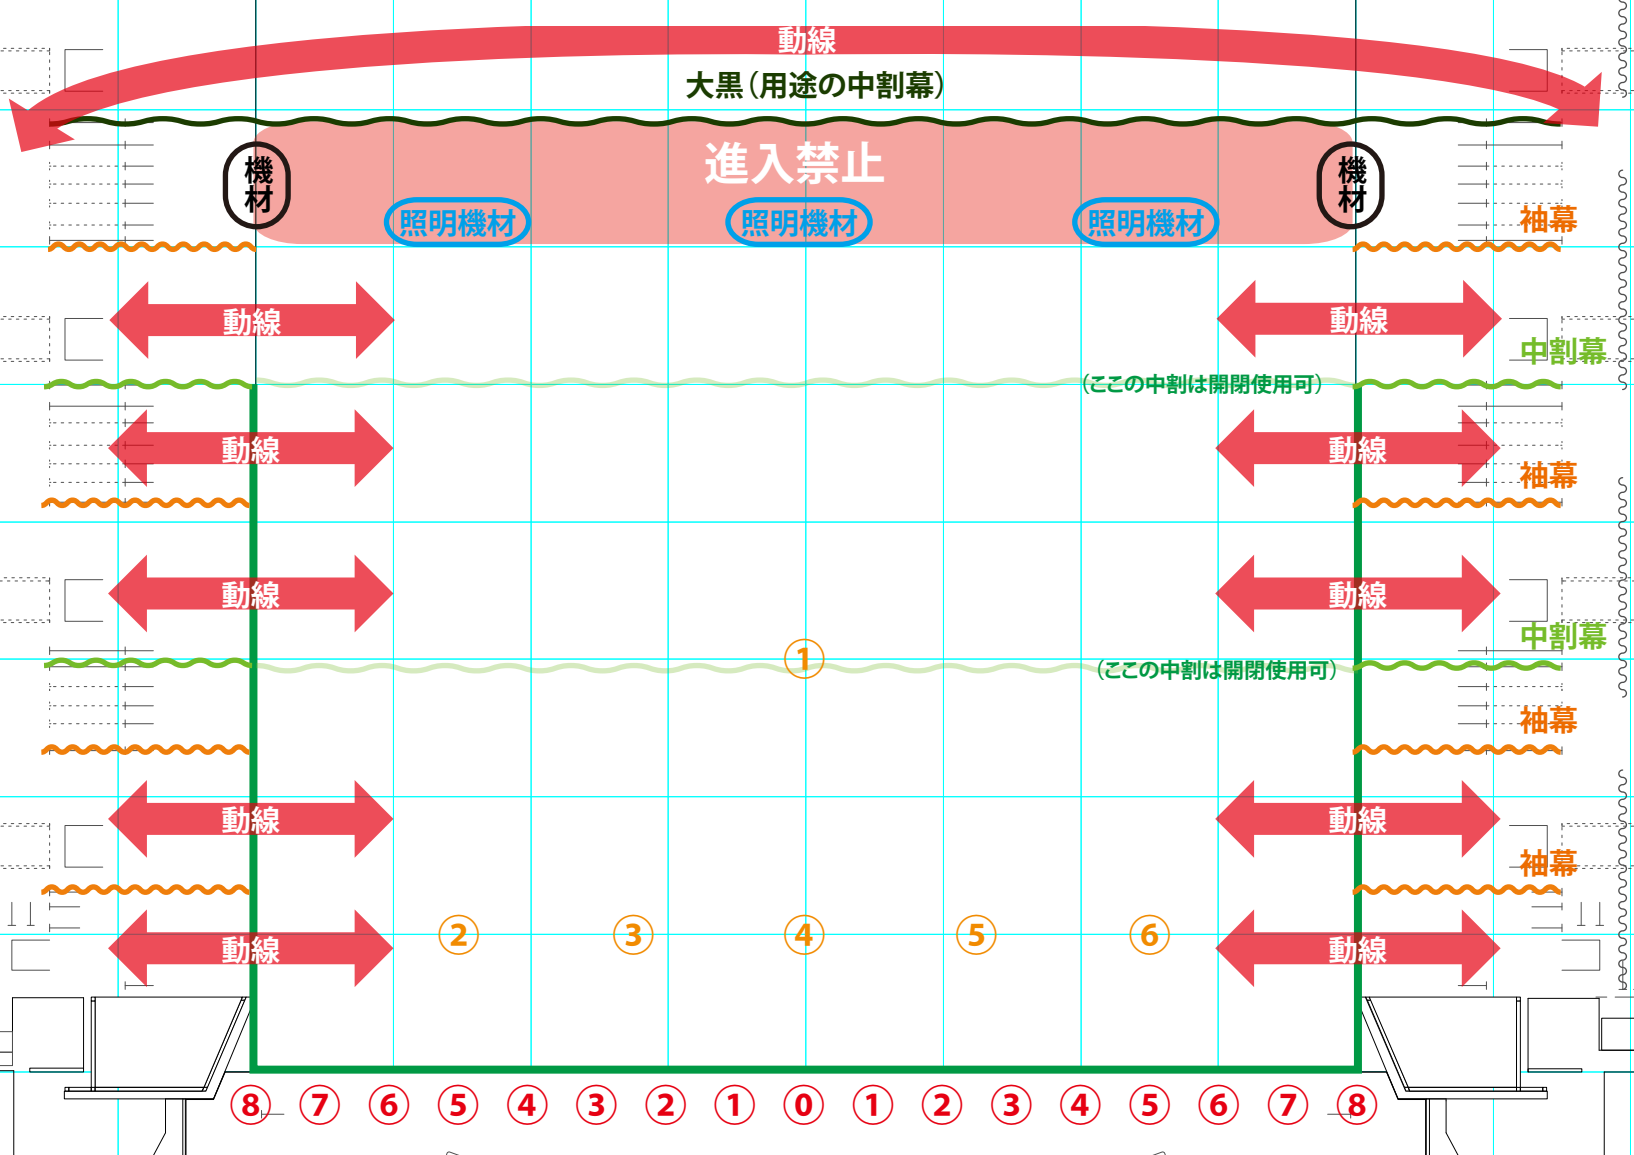 動線
大黒（用途の中割幕）
進入禁止
機材
機材
照明機材
照明機材
照明機材
袖幕
動線
動線
中割幕
（ここの中割は開閉使用可）
動線
動線
袖幕
動線
動線
中割幕
①
（ここの中割は開閉使用可）
袖幕
動線
動線
袖幕
② ③ ④ ⑤ ⑥
動線
動線
⑧ ⑦ ⑥ ⑤ ④ ③ ② ① ⓪ ① ② ③ ④ ⑤ ⑥ ⑦ ⑧